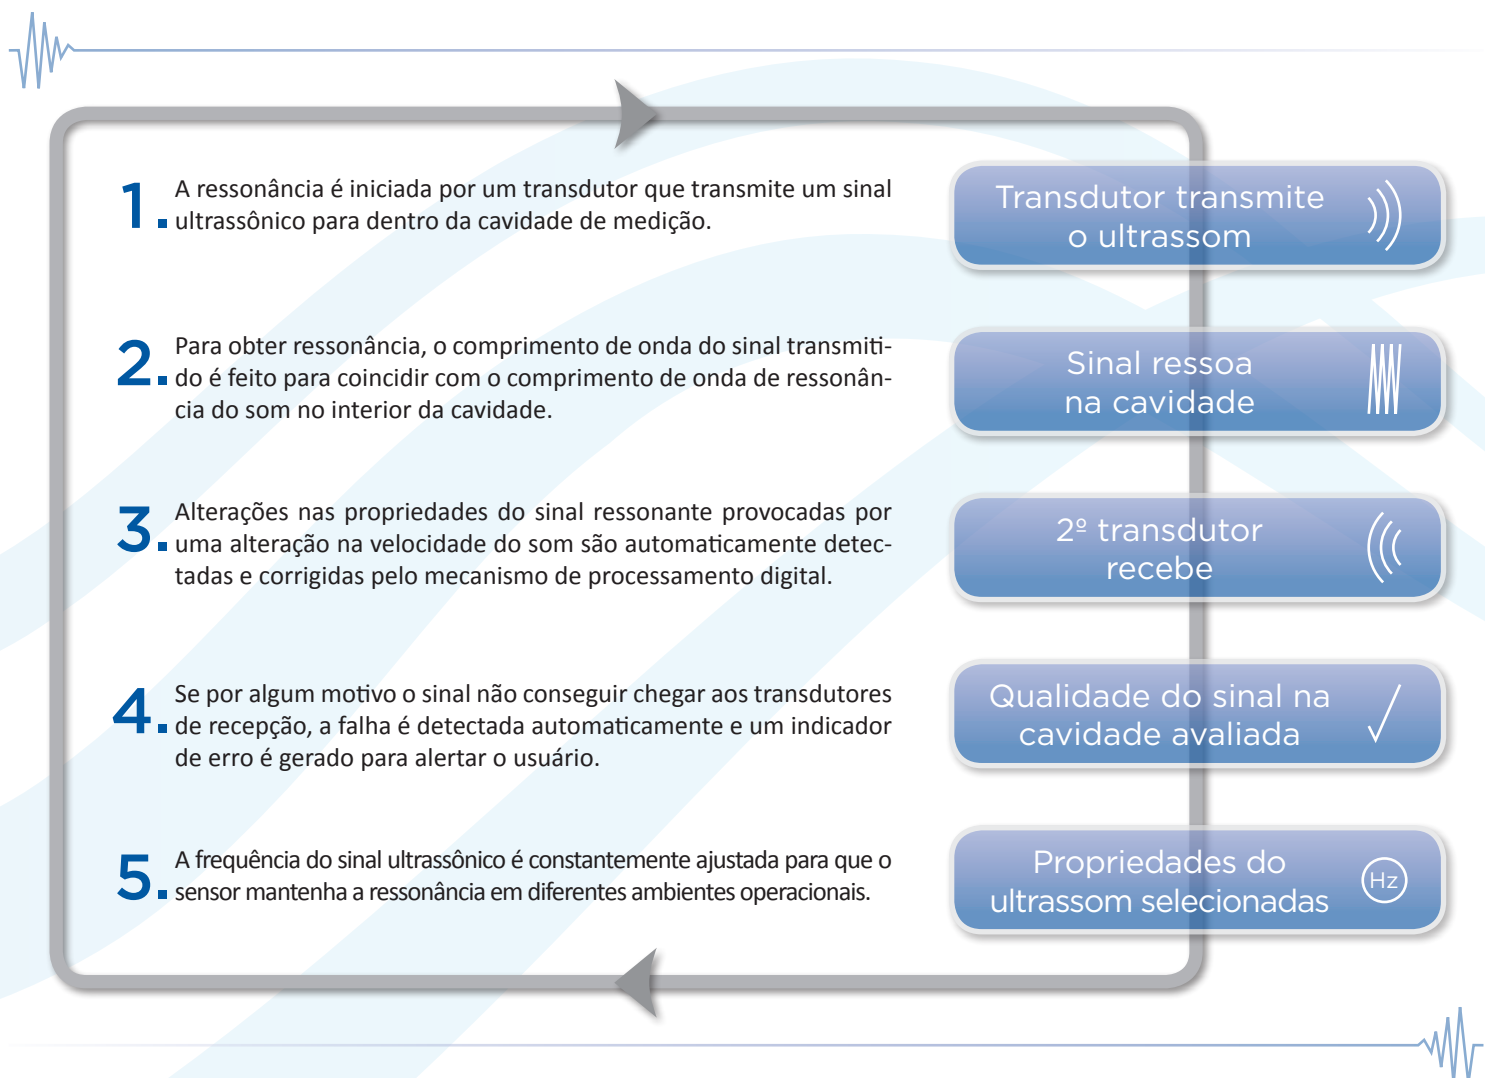 1. A ressonância é iniciada por um transdutor que transmite um sinal
ultrassônico para dentro da cavidade de medição.
Transdutor transmite
o ultrassom
2. Para obter ressonância, o comprimento de onda do sinal transmiti-
do é feito para coincidir com o comprimento de onda de ressonân-
cia do som no interior da cavidade.
Sinal ressoa
na cavidade
3. Alterações nas propriedades do sinal ressonante provocadas por
uma alteração na velocidade do som são automaticamente detec-
tadas e corrigidas pelo mecanismo de processamento digital.
2º transdutor
recebe
4. Se por algum motivo o sinal não conseguir chegar aos transdutores
de recepção, a falha é detectada automaticamente e um indicador
de erro é gerado para alertar o usuário.
Qualidade do sinal na
cavidade avaliada
5. A frequência do sinal ultrassônico é constantemente ajustada para que o
sensor mantenha a ressonância em diferentes ambientes operacionais.
Propriedades do
ultrassom selecionadas
Hz